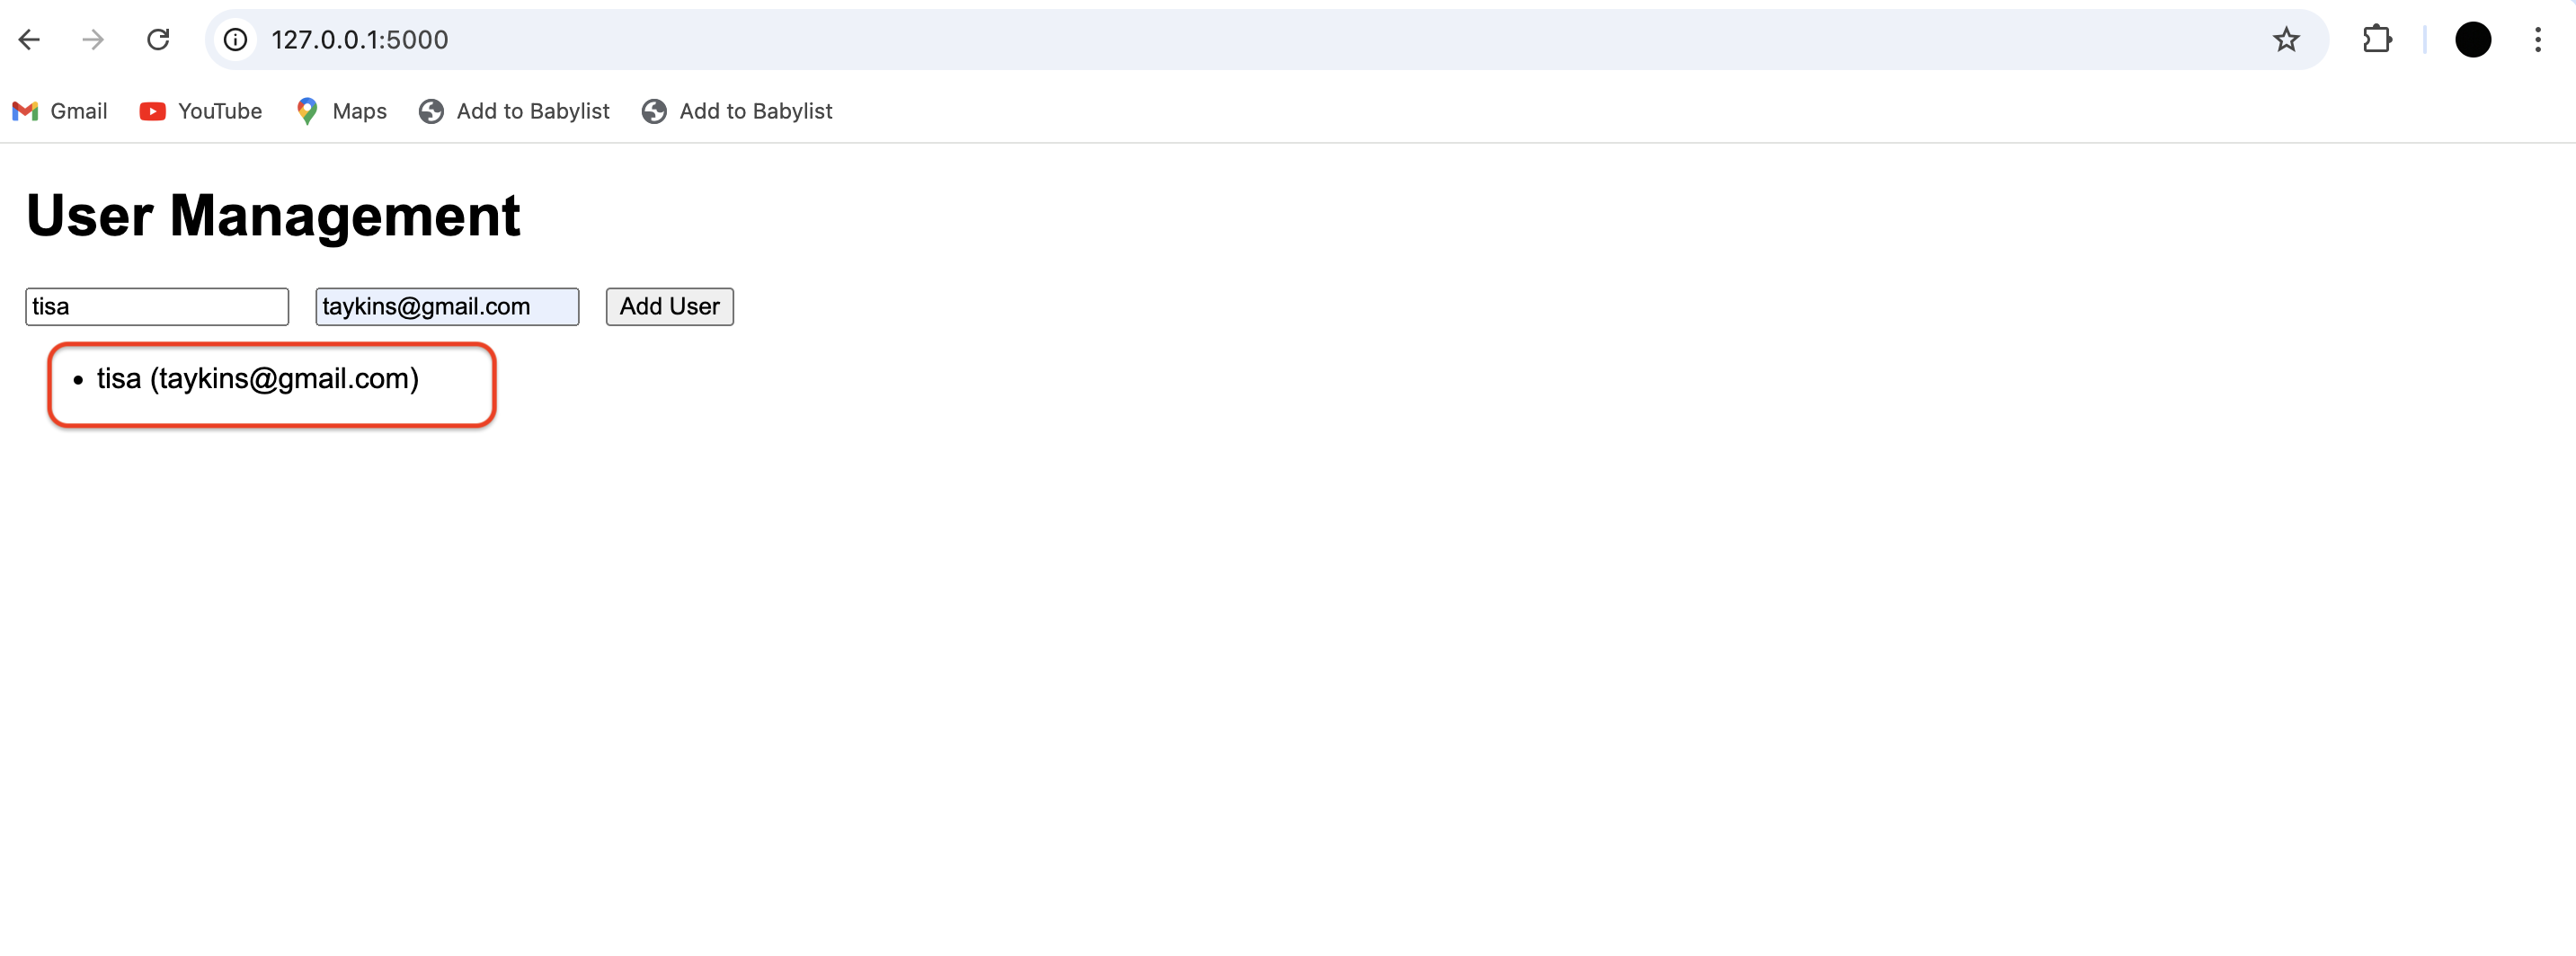 127.0.0.1:5000
Gmail YouTube Maps Add to Babylist Add to Babylist
User Management
tisa taykins@gmail.com Add User
• tisa (taykins@gmail.com)